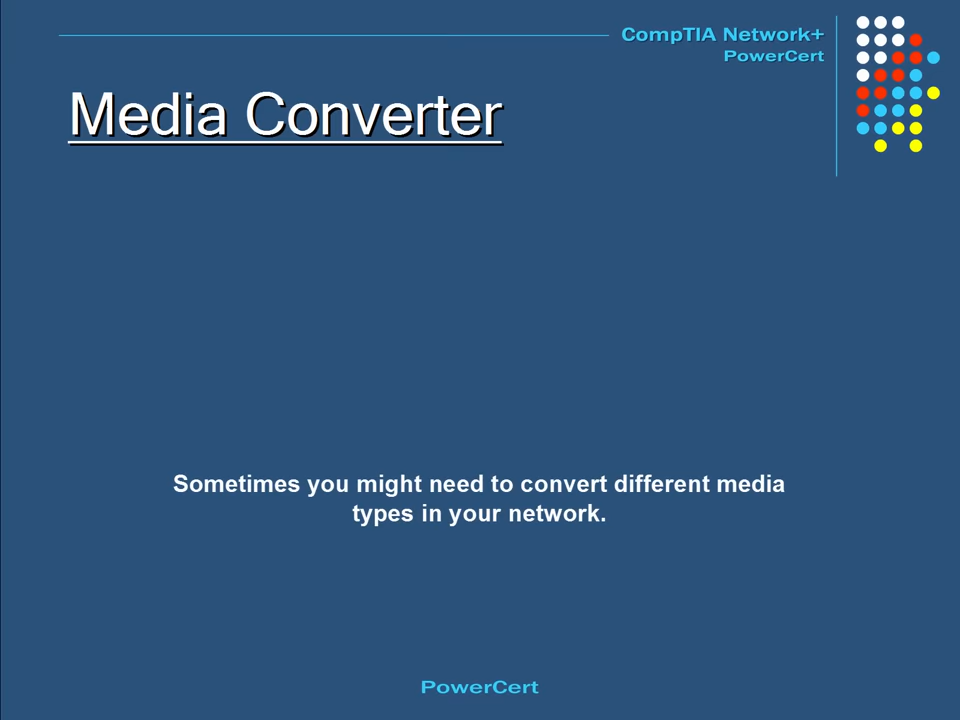 CompTIA Network+
PowerCert
Media Converter
Sometimes you might need to convert different media
types in your network.
PowerCert